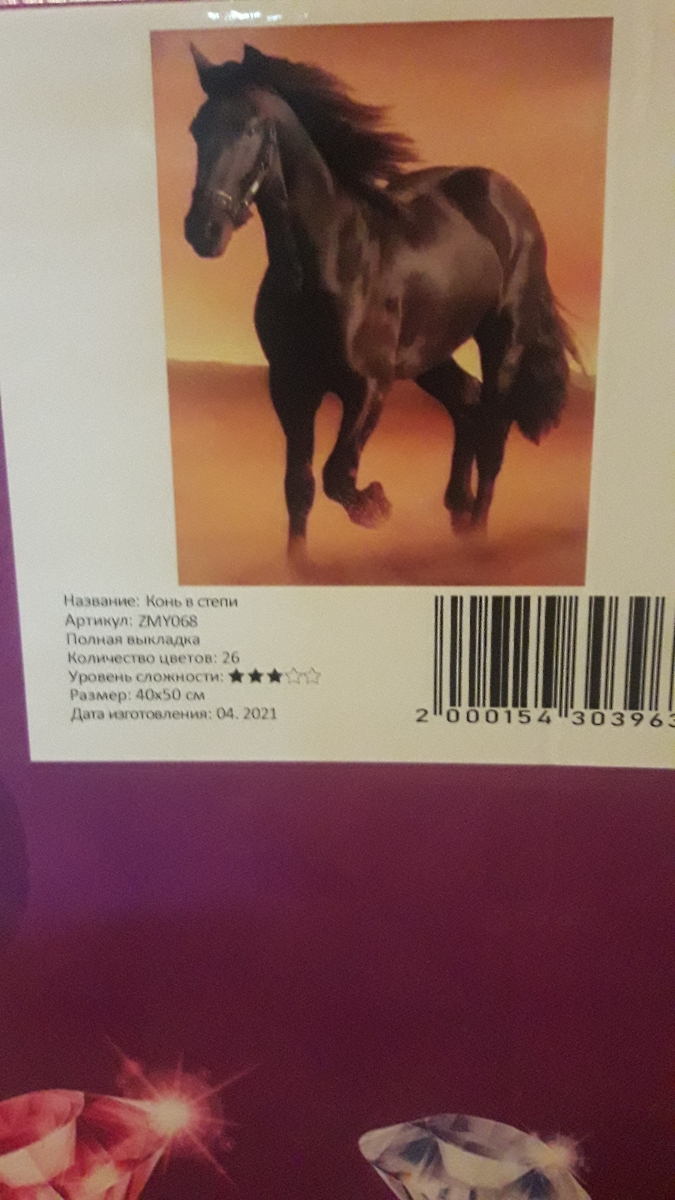 Название: Конь в степи
Артикул: ZMY068
Полная выкладка
Количество цветов: 26
Уровень сложности: ★★★☆☆
Размер: 40x50 см
Дата изготовления: 04. 2021
2 000154 303963